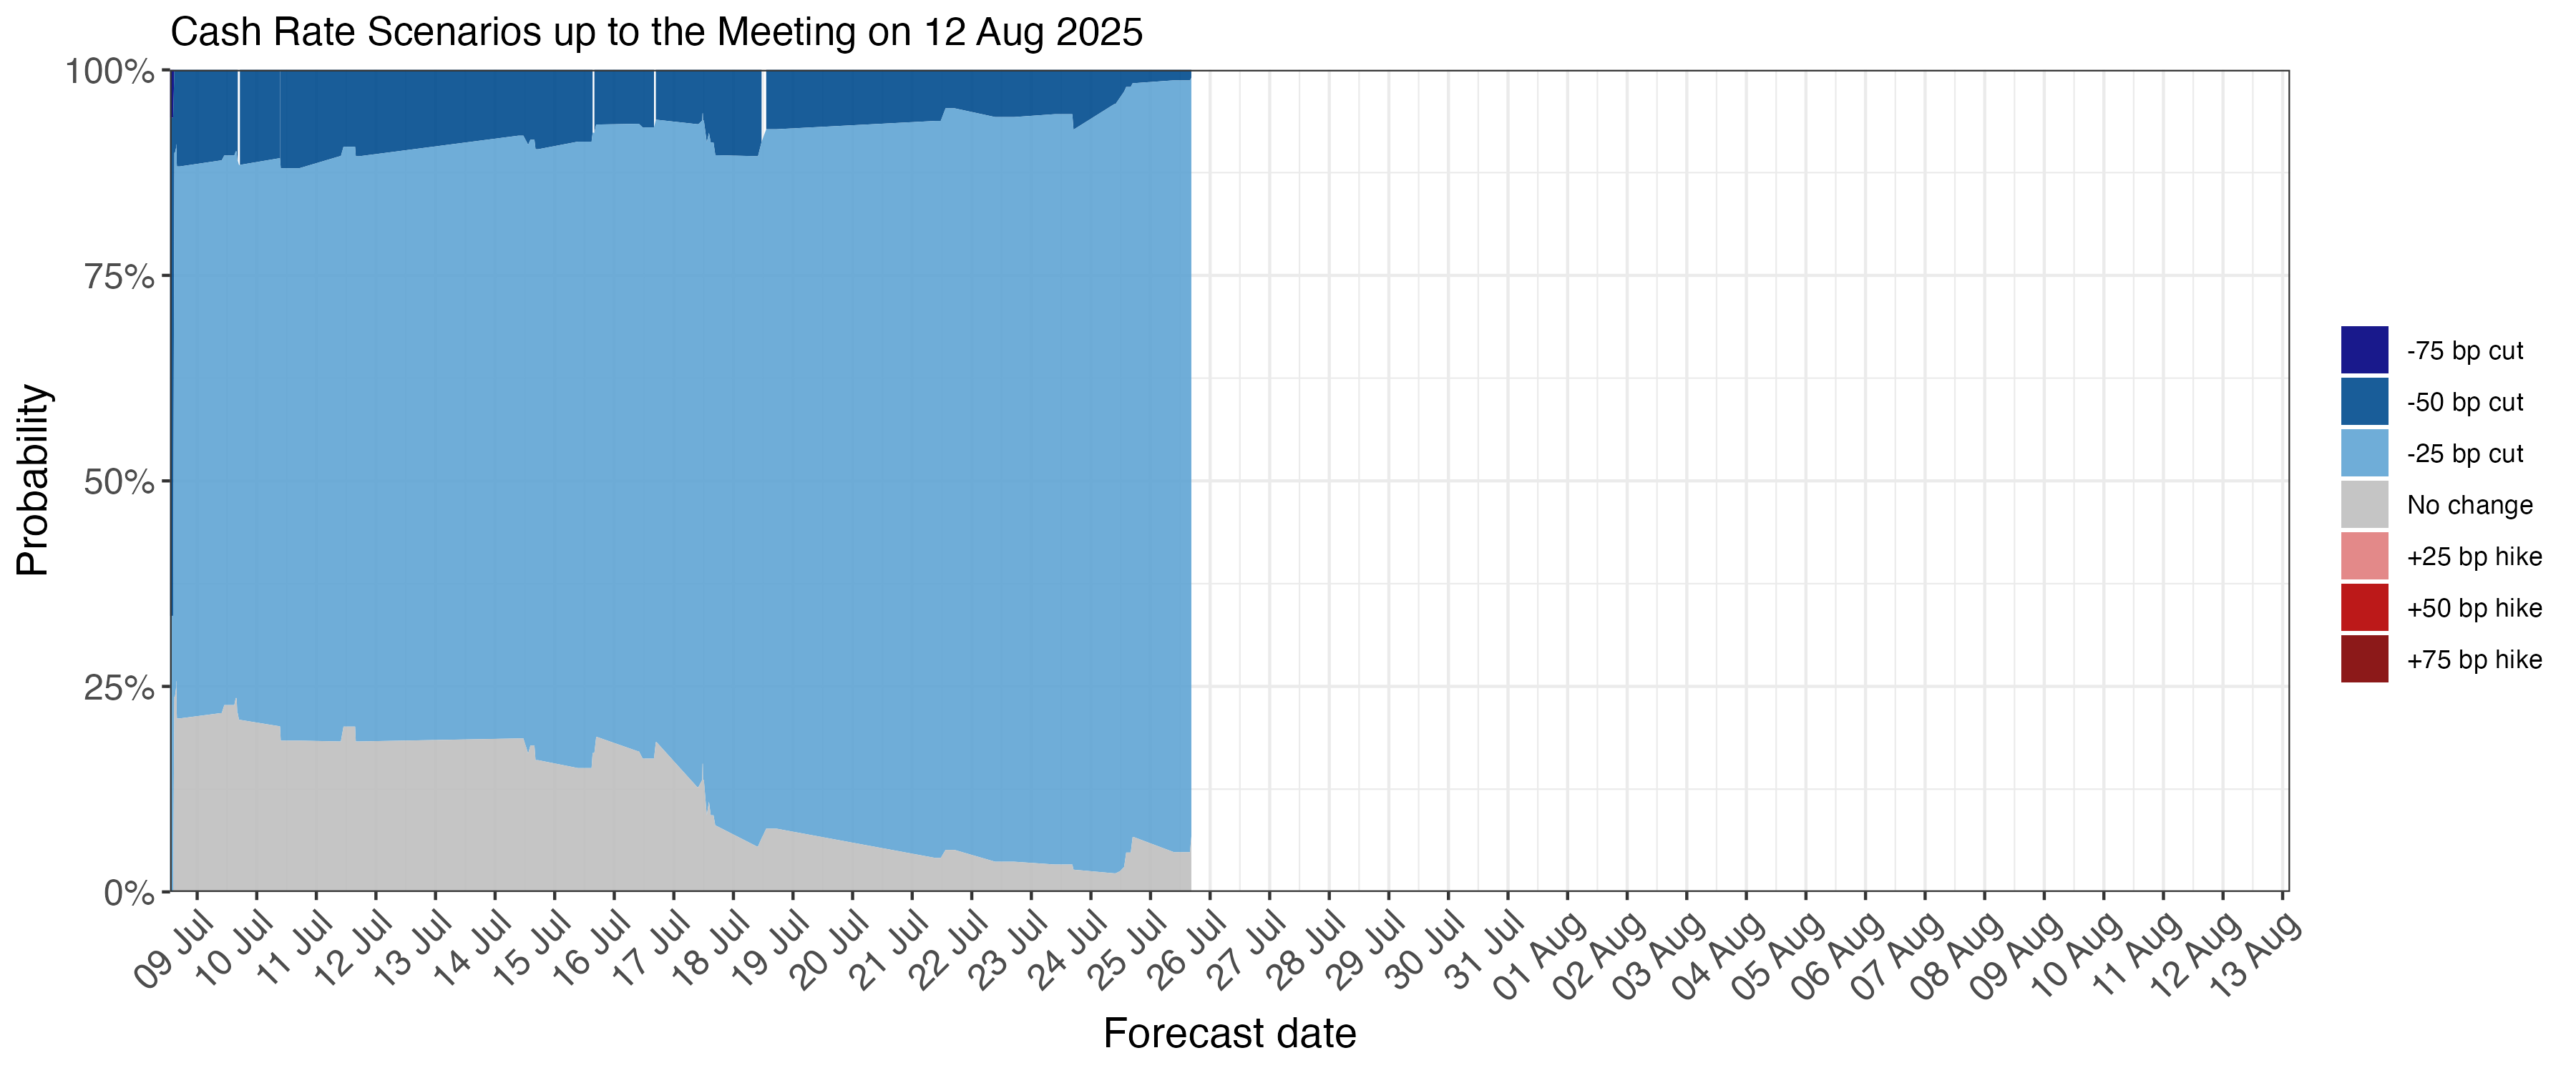 Cash Rate Scenarios up to the Meeting on 12 Aug 2025
100%
75%
50%
25%
0%
Probability
09 Jul
10 Jul
11 Jul
12 Jul
13 Jul
14 Jul
15 Jul
16 Jul
17 Jul
18 Jul
19 Jul
20 Jul
21 Jul
22 Jul
23 Jul
24 Jul
25 Jul
26 Jul
27 Jul
28 Jul
29 Jul
30 Jul
31 Jul
01 Aug
02 Aug
03 Aug
04 Aug
05 Aug
06 Aug
07 Aug
08 Aug
09 Aug
10 Aug
11 Aug
12 Aug
13 Aug
Forecast date
-75 bp cut
-50 bp cut
-25 bp cut
No change
+25 bp hike
+50 bp hike
+75 bp hike